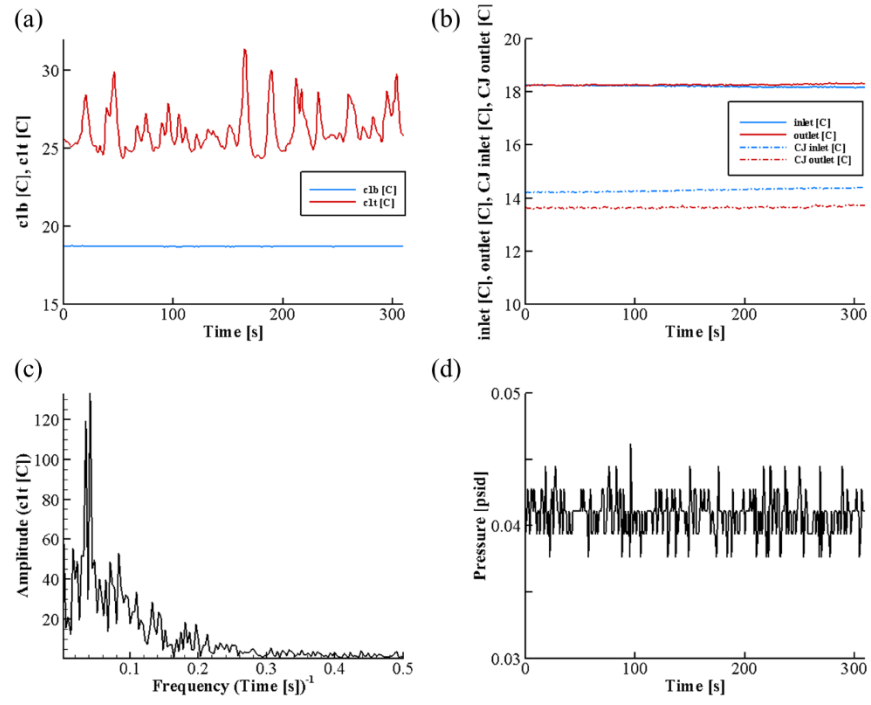 (a)
30
25
20
15
c1b [C], c1t [C]
c1b [C]
c1t [C]
0
100
200
300
Time [s]
(b)
20
18
16
14
12
10
inlet [C], outlet [C], CJ inlet [C], CJ outlet [C]
inlet [C]
outlet [C]
CJ inlet [C]
CJ outlet [C]
0
100
200
300
Time [s]
(c)
120
100
80
60
40
20
Amplitude (c1t [C])
0.1
0.2
0.3
0.4
0.5
Frequency (Time [s])-1
(d)
0.05
0.04
0.03
Pressure [psid]
0
100
200
300
Time [s]